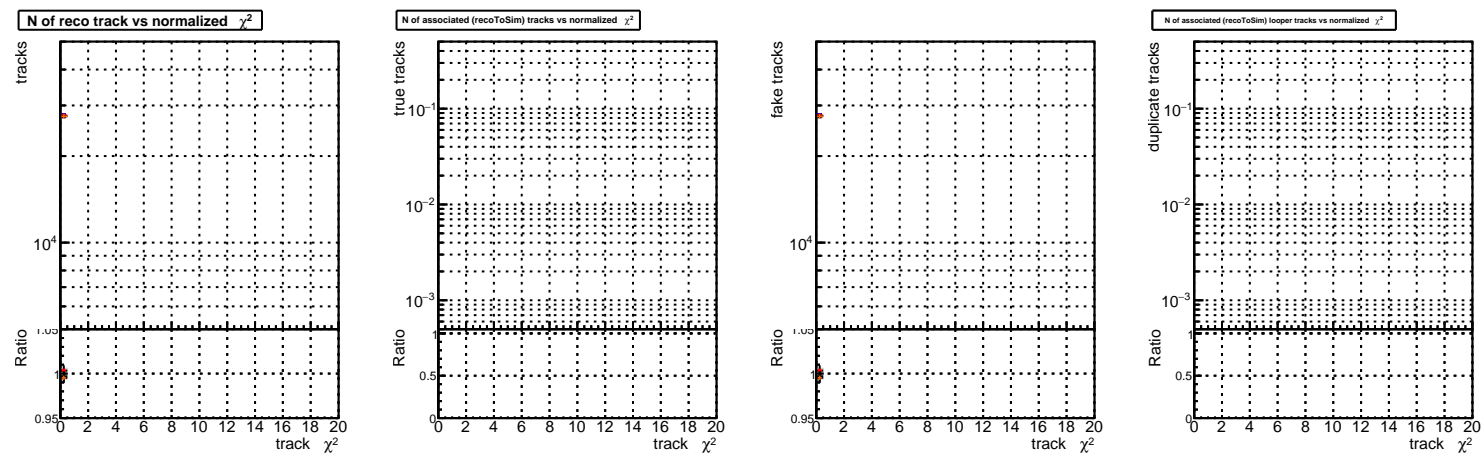 N of reco track vs normalized χ²
tracks
10⁴
1.05
Ratio
1
0.95
0 2 4 6 8 10 12 14 16 18 20
track χ²
N of associated (recoToSim) tracks vs normalized χ²
true tracks
10⁻¹
10⁻²
10⁻³
1
Ratio
0.5
0
0 2 4 6 8 10 12 14 16 18 20
track χ²
fake tracks
10⁴
1.05
Ratio
1
0.95
0 2 4 6 8 10 12 14 16 18 20
track χ²
N of associated (recoToSim) looper tracks vs normalized χ²
duplicate tracks
10⁻¹
10⁻²
10⁻³
1
Ratio
0.5
0
0 2 4 6 8 10 12 14 16 18 20
track χ²